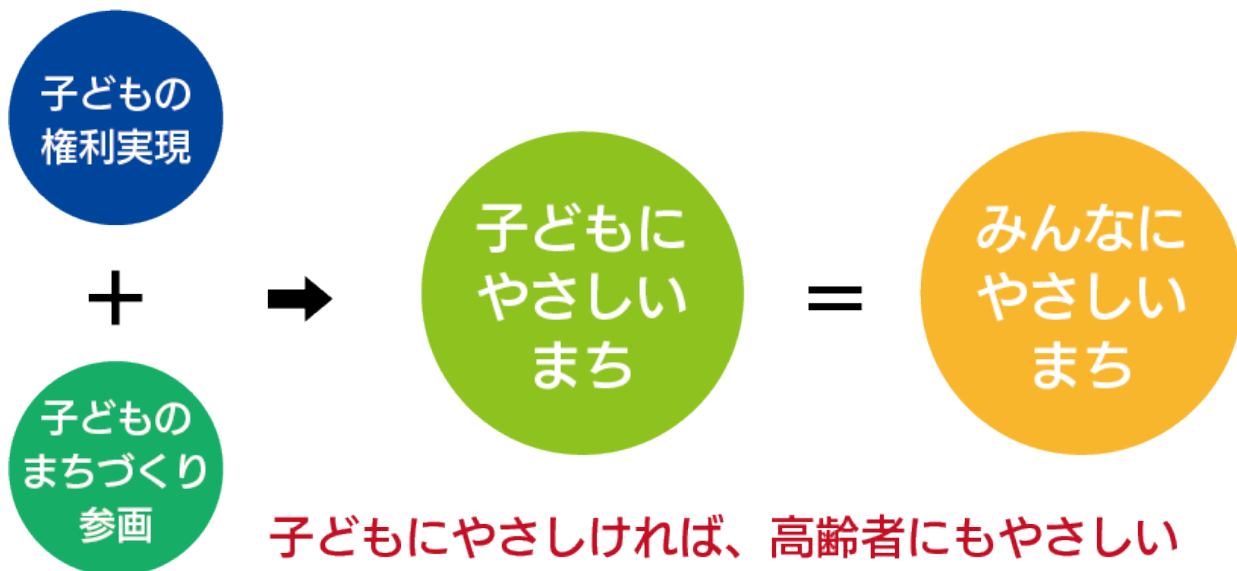 子どもの
権利実現
+
子どもの
まちづくり
参画
子どもに
やさしい
まち
=
みんなに
やさしい
まち
子どもにやさしければ、高齢者にもやさしい